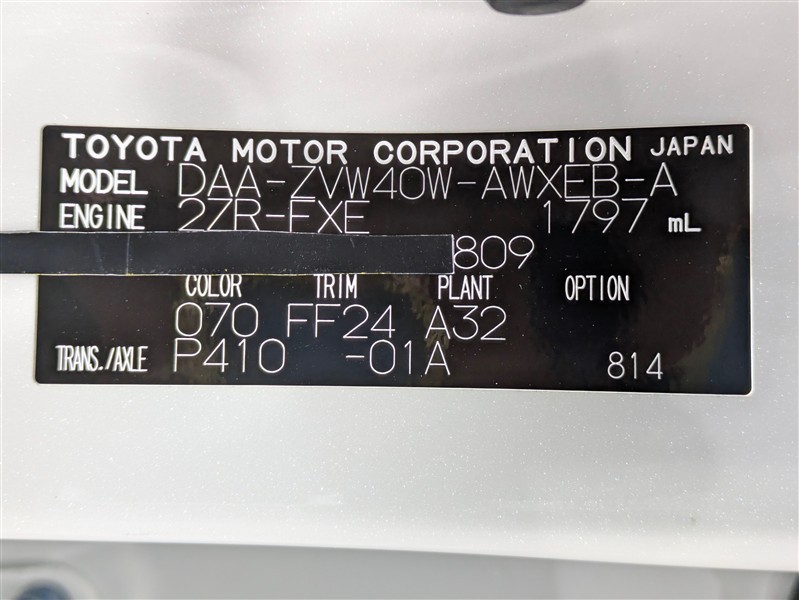 TOYOTA MOTOR CORPORATION JAPAN
MODEL DAA-ZVW40W-AWXEB-A
ENGINE 2ZR-FXE 1797 mL
809
COLOR TRIM PLANT OPTION
070 FF24 A32
TRANS./AXLE P410 -01A 814